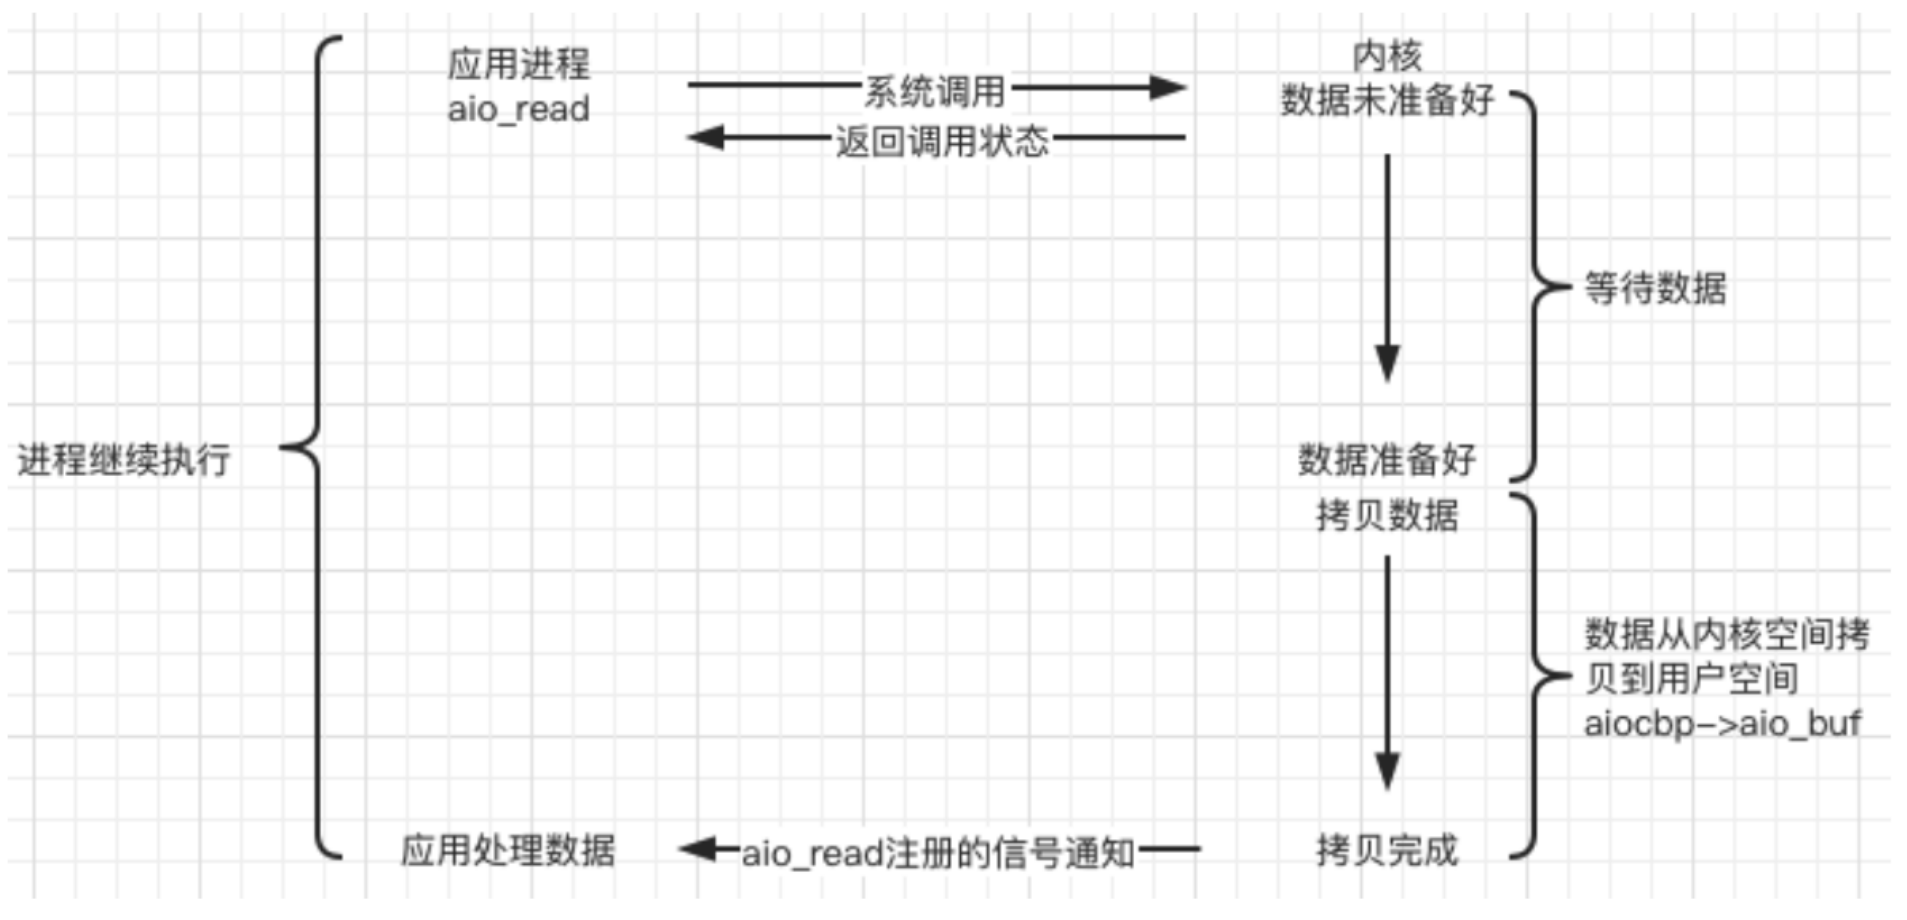 应用进程
aio_read
系统调用
返回调用状态
内核
数据未准备好
等待数据
进程继续执行
数据准备好
拷贝数据
数据从内核空间拷
贝到用户空间
aiocbp->aio_buf
应用处理数据
aio_read注册的信号通知
拷贝完成